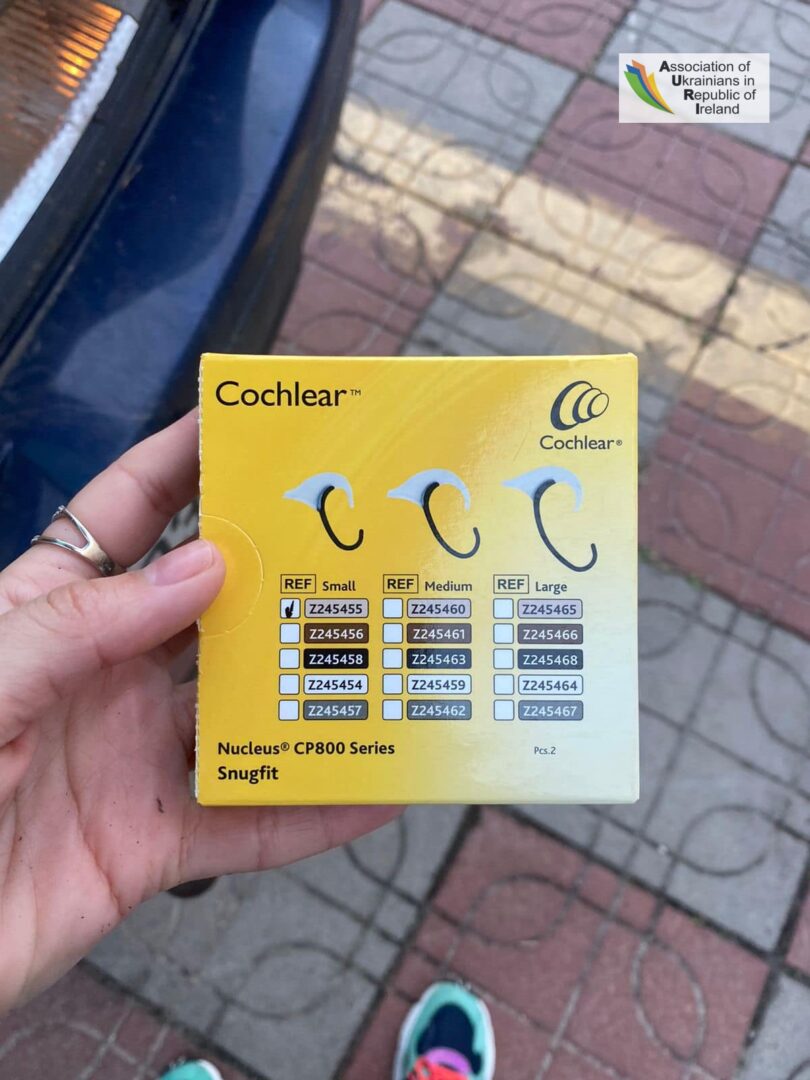 Association of
Ukrainians in
Republic of
Ireland
Cochlear™
Cochlear®
REF Small REF Medium REF Large
Z245455 Z245460 Z245465
Z245456 Z245461 Z245466
Z245458 Z245463 Z245468
Z245454 Z245459 Z245464
Z245457 Z245462 Z245467
Nucleus® CP800 Series
Pcs.2
Snugfit